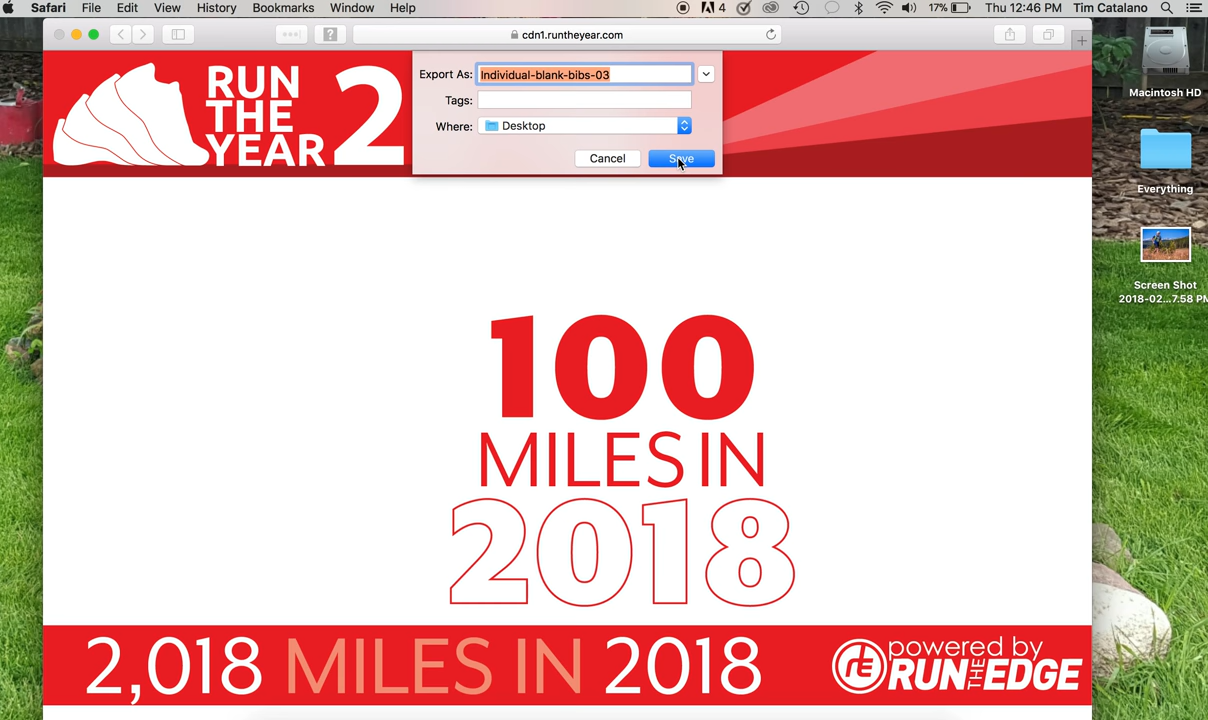 Safari File Edit View History Bookmarks Window Help 4 17% Thu 12:46 PM Tim Catalano
cdn1.runtheyear.com
Export As: Individual-blank-bibs-03
Tags:
Where: Desktop
Cancel Save
RUN
THE
YEAR 2
Macintosh HD
Everything
Screen Shot
2018-02...7:58 PM
100
MILES IN
2018
2,018 MILES IN 2018
rte powered by
RUN THE EDGE